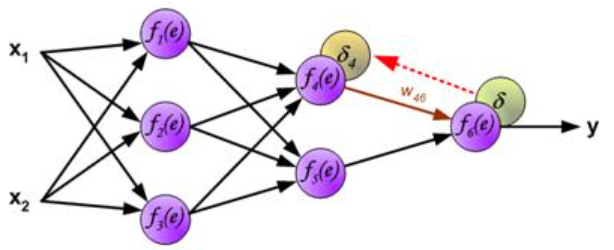 x1
x2
f1(e)
f2(e)
f3(e)
f4(e)
δ4
f5(e)
w46
f6(e)
δ
y